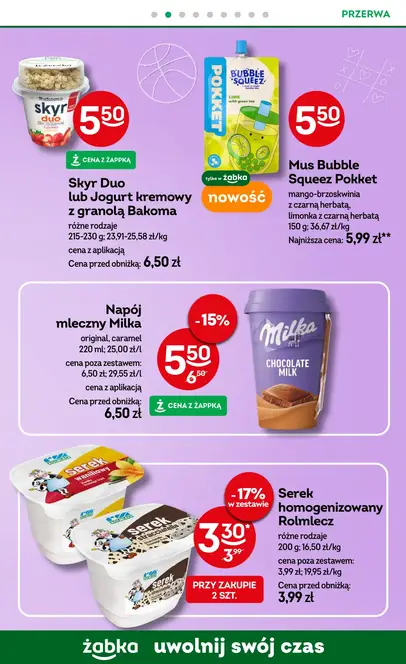 PRZERWA
skyr
duo
5 50
CENA Z ŻAPPKĄ
Skyr Duo
lub Jogurt kremowy
z granolą Bakoma
różne rodzaje
215-230 g; 23,91-25,58 zł/kg
cena z aplikacją
Cena przed obniżką: 6,50 zł
POKKET
BUBBLE
SQUEEZ
LIME
with green tea
tylko w żabka
nowość
5 50
Mus Bubble
Squeez Pokket
mango-brzoskwinia
z czarną herbatą,
limonka z czarną herbatą
150 g; 36,67 zł/kg
Najniższa cena: 5,99 zł**
Napój
mleczny Milka
original, caramel
220 ml; 25,00 zł/l
cena poza zestawem:
6,50 zł; 29,55 zł/l
cena z aplikacją
Cena przed obniżką:
6,50 zł
-15%
5 50
6 50
CENA Z ŻAPPKĄ
Milka
CHOCOLATE
MILK
serek
waniliowy
serek
-17%
w zestawie
3 30*
3 99
PRZY ZAKUPIE
2 SZT.
Serek
homogenizowany
Rolmlecz
różne rodzaje
200 g; 16,50 zł/kg
cena poza zestawem:
3,99 zł; 19,95 zł/kg
Cena przed obniżką:
3,99 zł
żabka uwolnij swój czas